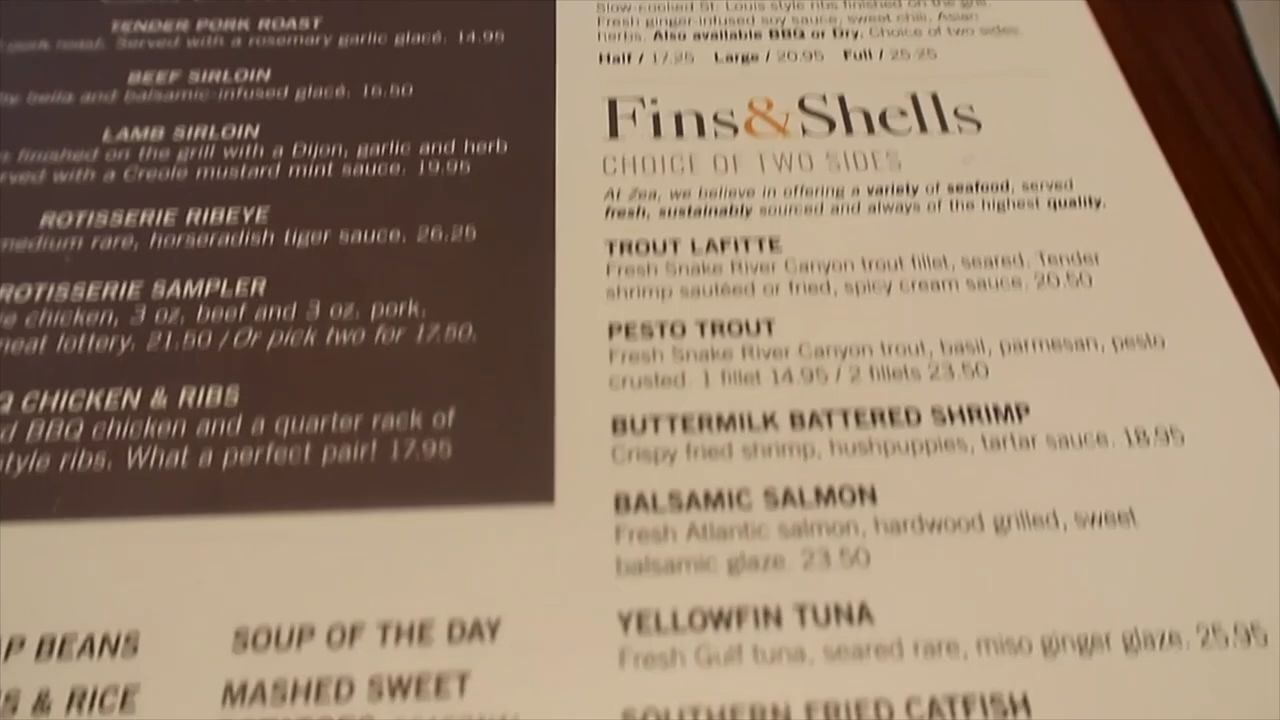 TENDER PORK ROAST
pork roast. Served with a rosemary garlic glacé. 14.95
BEEF SIRLOIN
bella and balsamic-infused glacé. 16.50
LAMB SIRLOIN
finished on the grill with a Dijon, garlic and herb
with a Creole mustard mint sauce. 19.95
ROTISSERIE RIBEYE
medium rare, horseradish tiger sauce. 26.25
ROTISSERIE SAMPLER
chicken, 3 oz. beef and 3 oz. pork.
meat lottery. 21.50 / Or pick two for 17.50.
CHICKEN & RIBS
BBQ chicken and a quarter rack of
style ribs. What a perfect pair! 17.95
BEANS
& RICE
SOUP OF THE DAY
MASHED SWEET
Slow-cooked St. Louis style ribs finished on the grill.
Fresh ginger-infused soy sauce, sweet chili, Asian
herbs. Also available BBQ or Dry. Choice of two sides.
Half / 17.25 Large / 20.95 Full / 25.25
Fins&Shells
CHOICE OF TWO SIDES
At Zea, we believe in offering a variety of seafood, served
fresh, sustainably sourced and always of the highest quality.
TROUT LAFITTE
Fresh Snake River Canyon trout fillet, seared. Tender
shrimp sautéed or fried, spicy cream sauce. 20.50
PESTO TROUT
Fresh Snake River Canyon trout, basil, parmesan, pesto
crusted. 1 fillet 14.95 / 2 fillets 23.50
BUTTERMILK BATTERED SHRIMP
Crispy fried shrimp, hushpuppies, tartar sauce. 18.95
BALSAMIC SALMON
Fresh Atlantic salmon, hardwood grilled, sweet
balsamic glaze. 23.50
YELLOWFIN TUNA
Fresh Gulf tuna, seared rare, miso ginger glaze. 25.95
SOUTHERN FRIED CATFISH